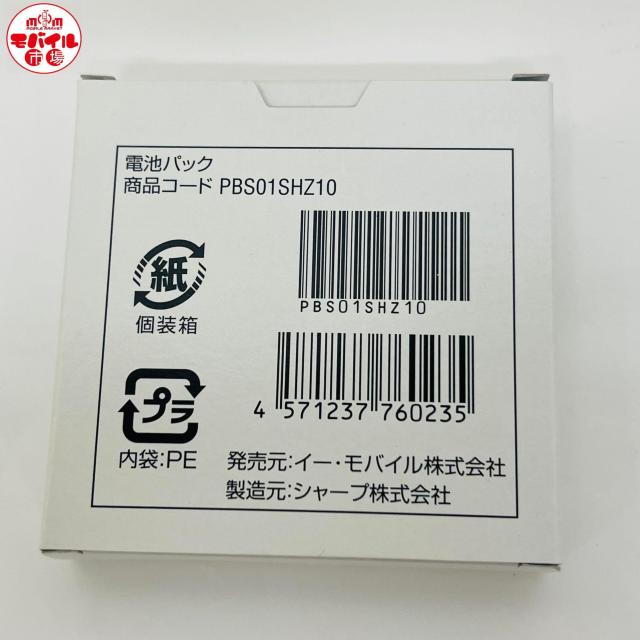 MOBILE MARKET
モバイル
市場
電池パック
商品コード PBS01SHZ10
PBS01SHZ10
紙
個装箱
4 571237 760235
プラ
内袋:PE
発売元:イー・モバイル株式会社
製造元:シャープ株式会社